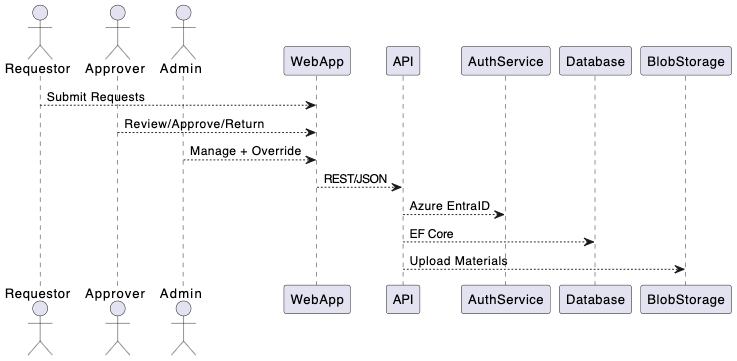 Requestor Approver Admin WebApp API AuthService Database BlobStorage
Submit Requests
Review/Approve/Return
Manage + Override
REST/JSON
Azure EntraID
EF Core
Upload Materials
Requestor Approver Admin WebApp API AuthService Database BlobStorage